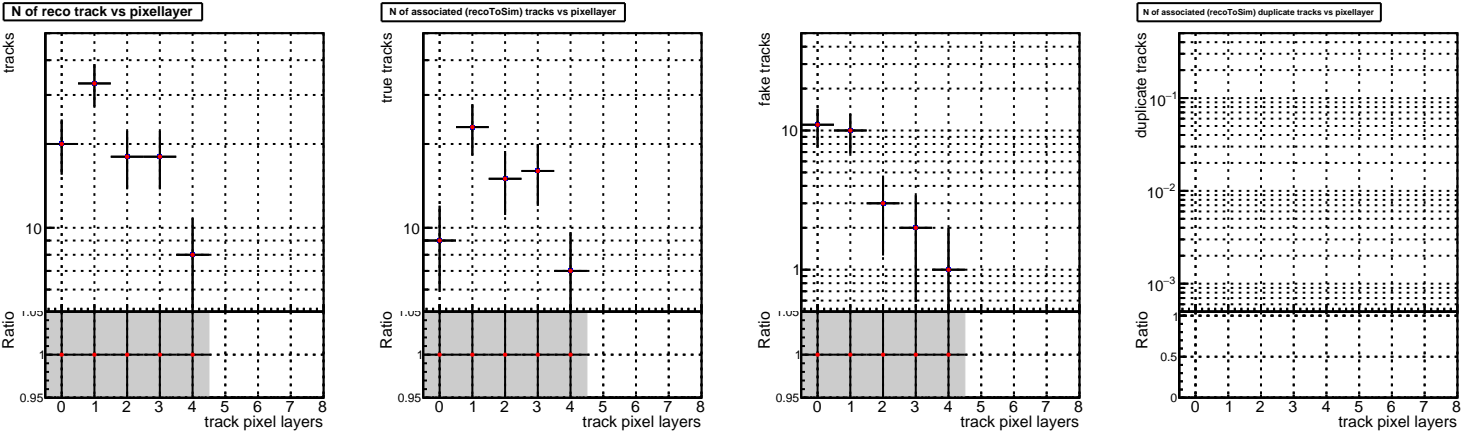 N of reco track vs pixellayer
tracks
10
Ratio
1.05
1
0.95
0 1 2 3 4 5 6 7 8
track pixel layers
N of associated (recoToSim) tracks vs pixellayer
true tracks
10
Ratio
1.05
1
0.95
0 1 2 3 4 5 6 7 8
track pixel layers
fake tracks
10
1
Ratio
1.05
1
0.95
0 1 2 3 4 5 6 7 8
track pixel layers
N of associated (recoToSim) duplicate tracks vs pixellayer
duplicate tracks
10⁻¹
10⁻²
10⁻³
Ratio
1
0.5
0
0 1 2 3 4 5 6 7 8
track pixel layers